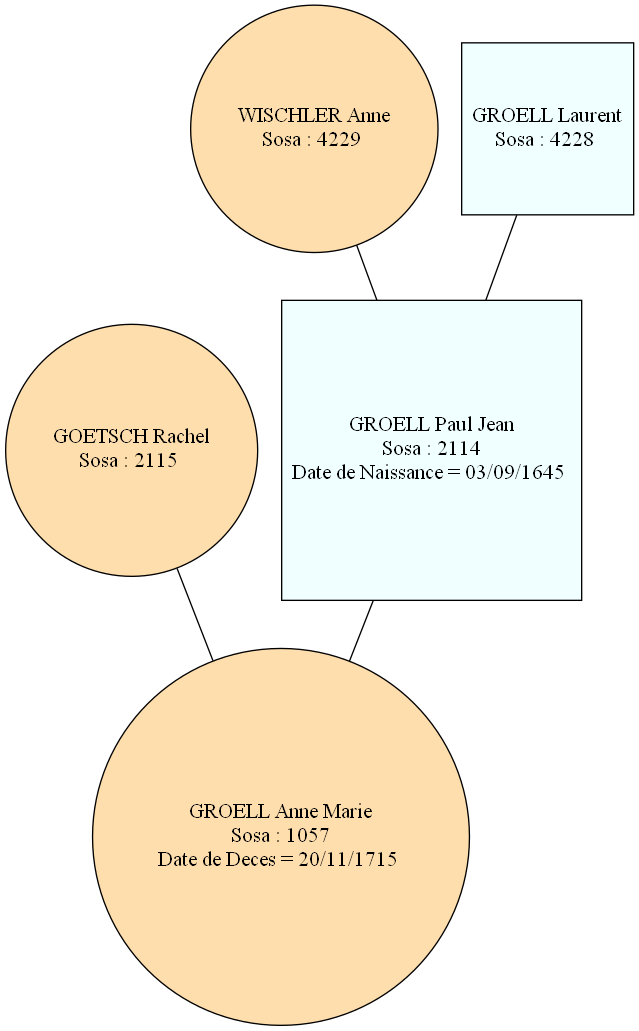 WISCHLER Anne
Sosa : 4229
GROELL Laurent
Sosa : 4228
GOETSCH Rachel
Sosa : 2115
GROELL Paul Jean
Sosa : 2114
Date de Naissance = 03/09/1645
GROELL Anne Marie
Sosa : 1057
Date de Deces = 20/11/1715